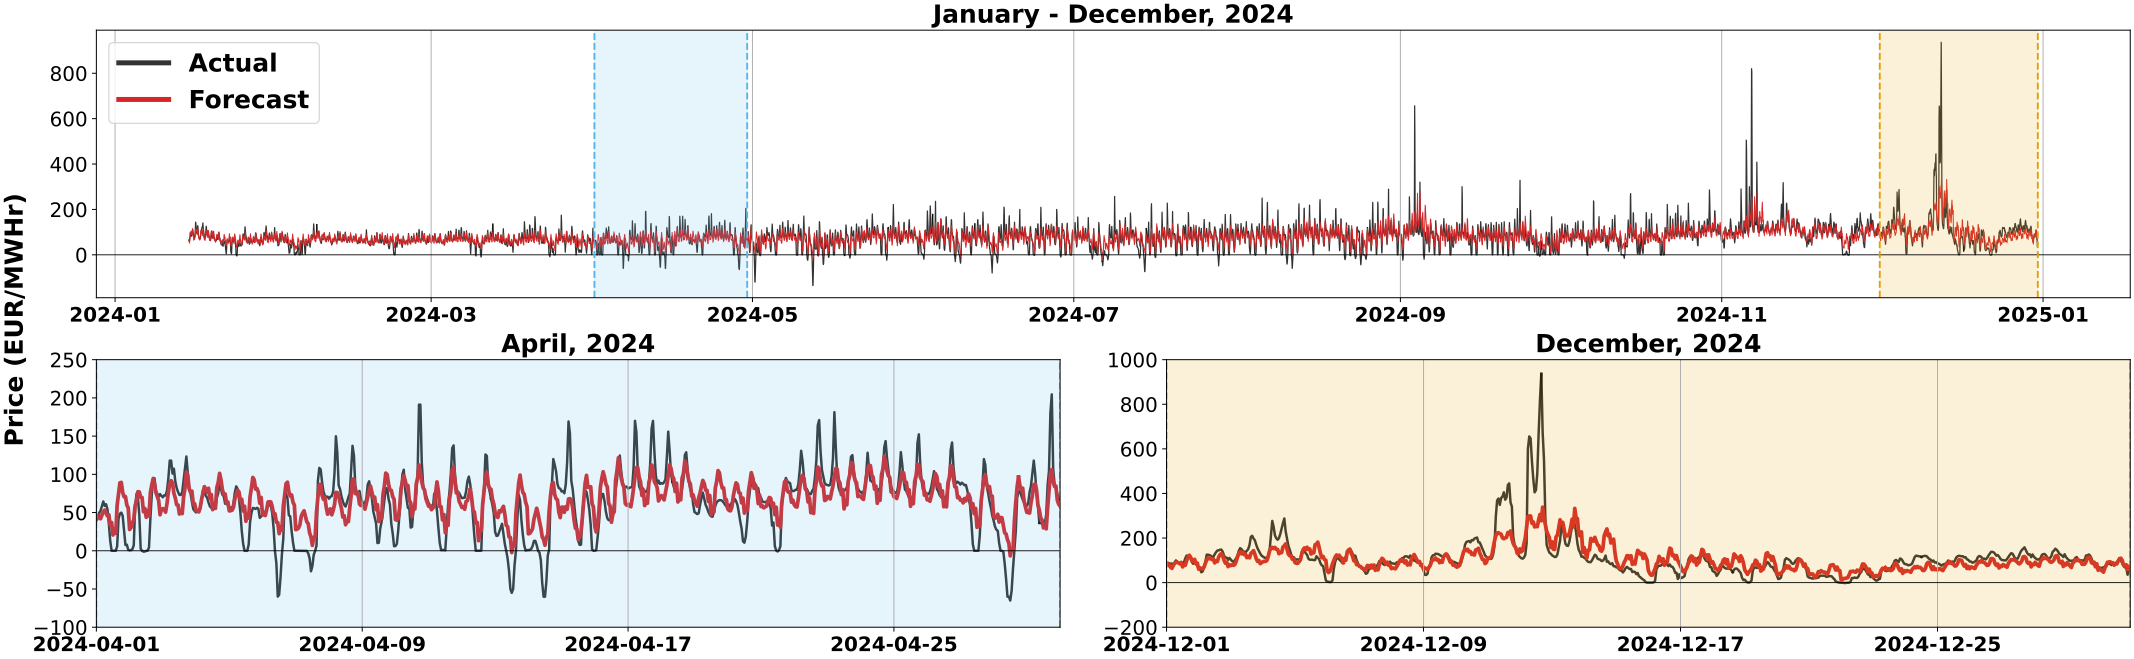 January - December, 2024
Actual
Forecast
800
600
400
200
0
2024-01 2024-03 2024-05 2024-07 2024-09 2024-11 2025-01
Price (EUR/MWHr)
April, 2024
250
200
150
100
50
0
−50
−100
2024-04-01 2024-04-09 2024-04-17 2024-04-25
December, 2024
1000
800
600
400
200
0
−200
2024-12-01 2024-12-09 2024-12-17 2024-12-25